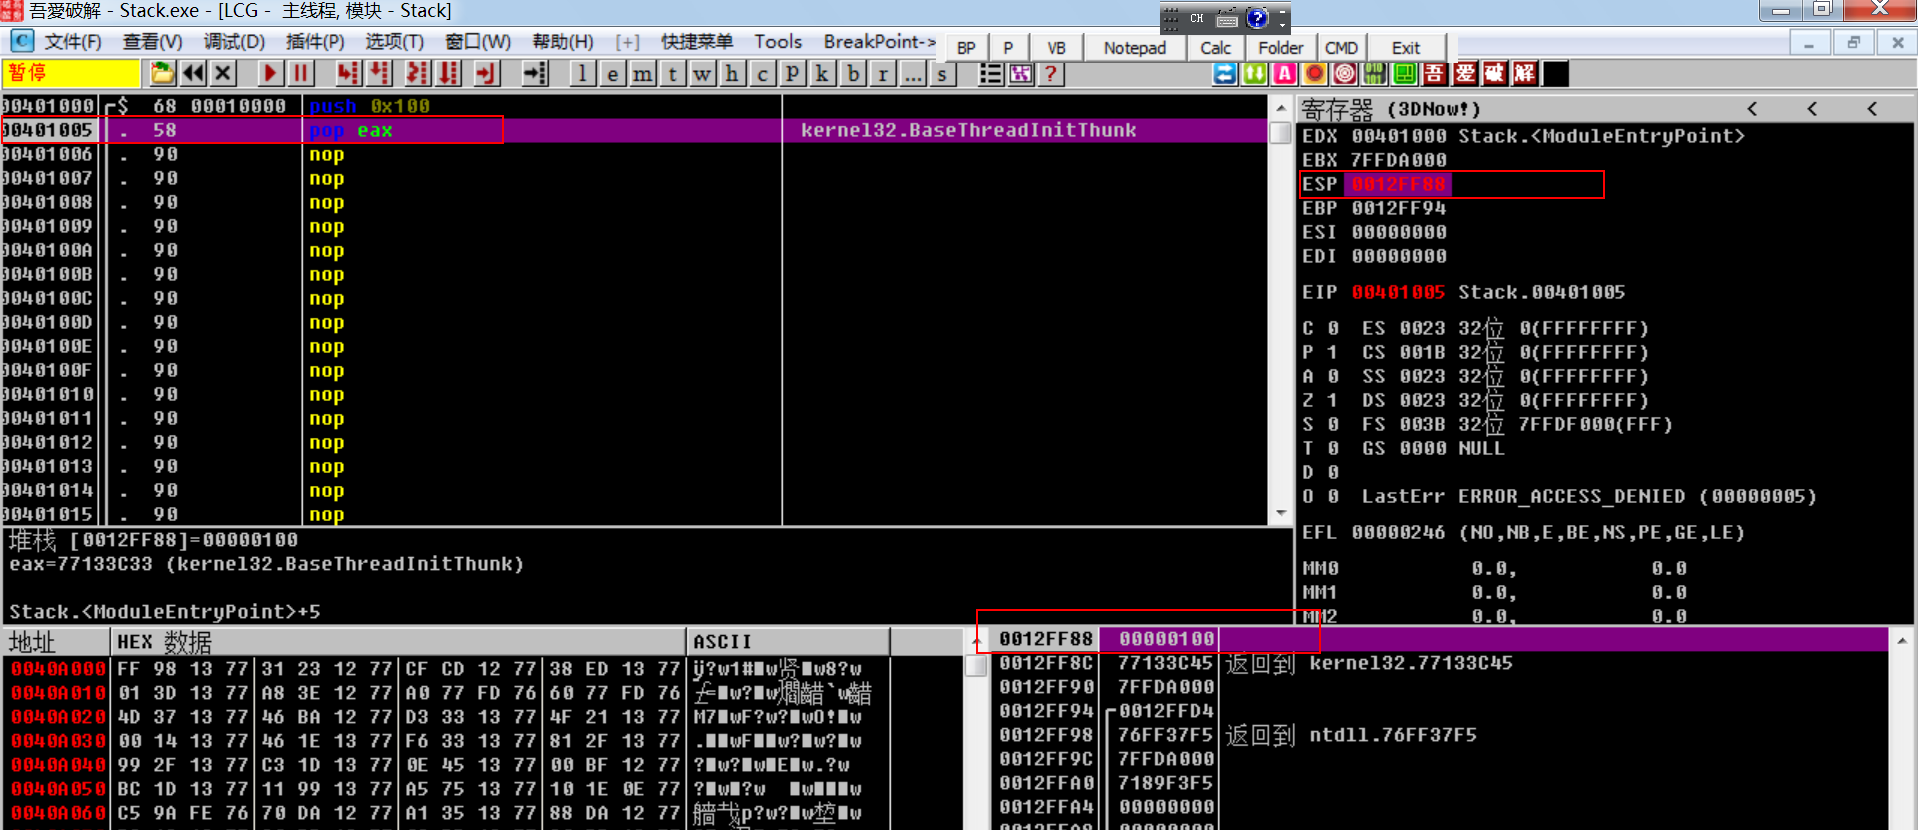 吾愛破解 - Stack.exe - [LCG - 主线程, 模块 - Stack]
CH
文件(F) 查看(V) 调试(D) 插件(P) 选项(T) 窗口(W) 帮助(H) [+] 快捷菜单 Tools BreakPoint->
BP P VB Notepad Calc Folder CMD Exit
暂停 l e m t w h c p k b r ... s ? 吾 爱 破 解
00401000 $ 68 00010000 push 0x100
00401005 . 58 pop eax kernel32.BaseThreadInitThunk
00401006 . 90 nop
00401007 . 90 nop
00401008 . 90 nop
00401009 . 90 nop
0040100A . 90 nop
0040100B . 90 nop
0040100C . 90 nop
0040100D . 90 nop
0040100E . 90 nop
0040100F . 90 nop
00401010 . 90 nop
00401011 . 90 nop
00401012 . 90 nop
00401013 . 90 nop
00401014 . 90 nop
00401015 . 90 nop
寄存器 (3DNow!) < < <
EDX 00401000 Stack.<ModuleEntryPoint>
EBX 7FFDA000
ESP 0012FF88
EBP 0012FF94
ESI 00000000
EDI 00000000
EIP 00401005 Stack.00401005
C 0 ES 0023 32位 0(FFFFFFFF)
P 1 CS 001B 32位 0(FFFFFFFF)
A 0 SS 0023 32位 0(FFFFFFFF)
Z 1 DS 0023 32位 0(FFFFFFFF)
S 0 FS 003B 32位 7FFDF000(FFF)
T 0 GS 0000 NULL
D 0
O 0 LastErr ERROR_ACCESS_DENIED (00000005)
EFL 00000246 (NO,NB,E,BE,NS,PE,GE,LE)
MM0 0.0, 0.0
MM1 0.0, 0.0
MM2 0.0, 0.0
堆栈 [0012FF88]=00000100
eax=77133C33 (kernel32.BaseThreadInitThunk)
Stack.<ModuleEntryPoint>+5
地址 HEX 数据 ASCII
0040A000 FF 98 13 77 31 23 12 77 CF CD 12 77 38 ED 13 77
0040A010 01 3D 13 77 A8 3E 12 77 A0 77 FD 76 60 77 FD 76
0040A020 4D 37 13 77 46 BA 12 77 D3 33 13 77 4F 21 13 77
0040A030 00 14 13 77 46 1E 13 77 F6 33 13 77 81 2F 13 77
0040A040 99 2F 13 77 C3 1D 13 77 0E 45 13 77 00 BF 12 77
0040A050 BC 1D 13 77 11 99 13 77 A5 75 13 77 10 1E 0E 77
0040A060 C5 9A FE 76 70 DA 12 77 A1 35 13 77 88 DA 12 77
0012FF88 00000100
0012FF8C 77133C45 返回到 kernel32.77133C45
0012FF90 7FFDA000
0012FF94 0012FFD4
0012FF98 76FF37F5 返回到 ntdll.76FF37F5
0012FF9C 7FFDA000
0012FFA0 7189F3F5
0012FFA4 00000000
0012FFA8 00000000